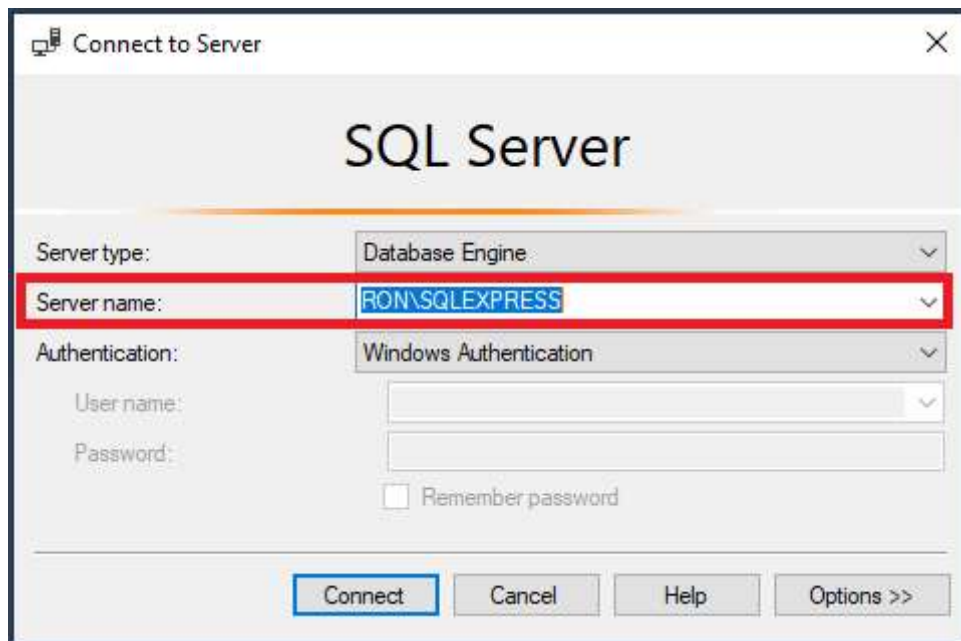 Connect to Server
SQL Server
Server type: Database Engine
Server name: RON\SQLEXPRESS
Authentication: Windows Authentication
User name:
Password:
Remember password
Connect Cancel Help Options >>